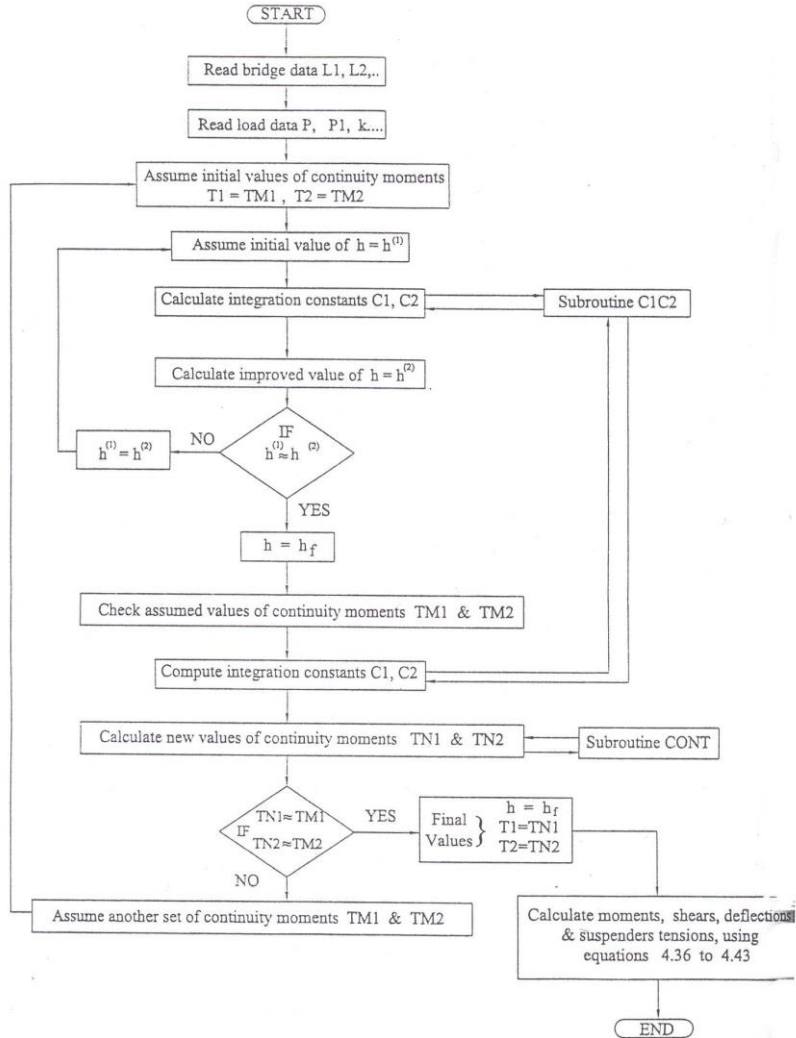 START
Read bridge data L1, L2,..
Read load data P, P1, k....
Assume initial values of continuity moments
T1 = TM1 , T2 = TM2
Assume initial value of h = h⁽¹⁾
Calculate integration constants C1, C2
Subroutine C1C2
Calculate improved value of h = h⁽²⁾
IF
h⁽¹⁾ ≈ h ⁽²⁾
NO
h⁽¹⁾ = h⁽²⁾
YES
h = hf
Check assumed values of continuity moments TM1 & TM2
Compute integration constants C1, C2
Calculate new values of continuity moments TN1 & TN2
Subroutine CONT
TN1≈TM1
IF
TN2≈TM2
YES
Final
Values
h = hf
T1=TN1
T2=TN2
NO
Assume another set of continuity moments TM1 & TM2
Calculate moments, shears, deflections
& suspenders tensions, using
equations 4.36 to 4.43
END